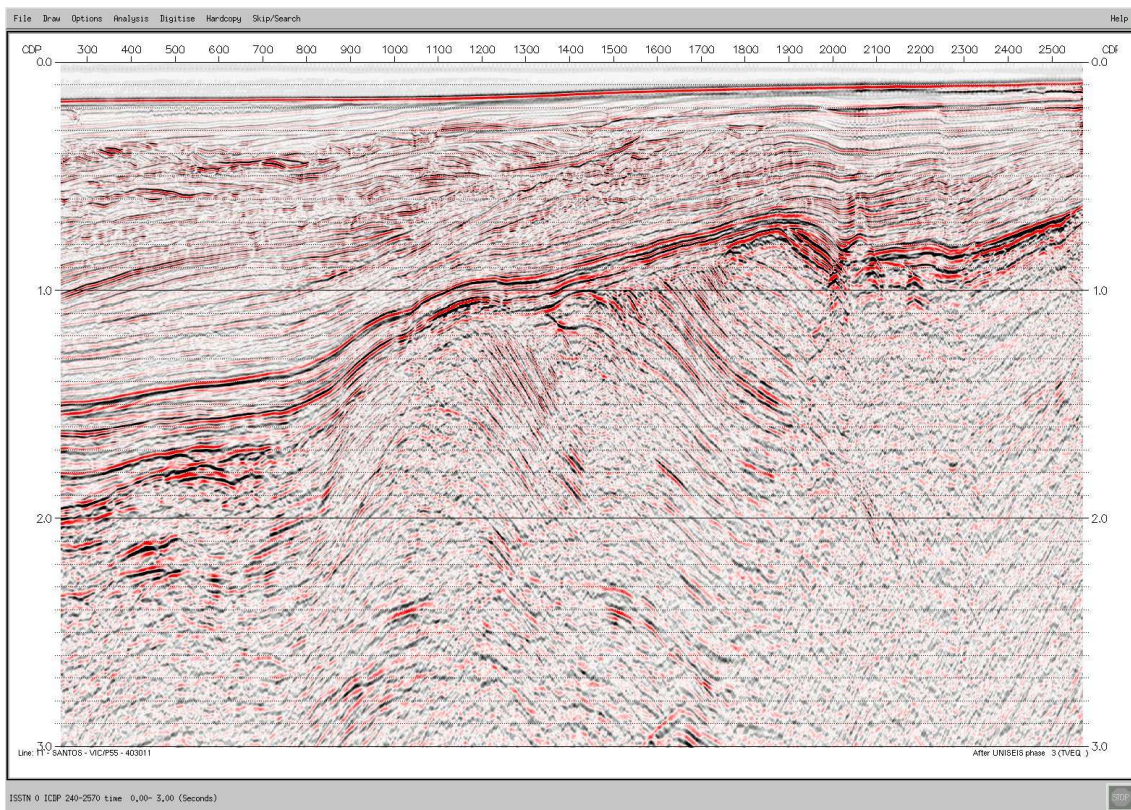 File Draw Options Analysis Digitise Hardcopy Skip/Search Help
CDP 300 400 500 600 700 800 900 1000 1100 1200 1300 1400 1500 1600 1700 1800 1900 2000 2100 2200 2300 2400 2500 CDP
0.0 0.0
1.0 1.0
2.0 2.0
3.0 3.0
Line: 11 - SANTOS - VIC/P55 - 403011 After UNISEIS phase 3 (TVEQ )
ISSTN 0 ICDP 240-2570 time 0.00- 3.00 (Seconds) STOP